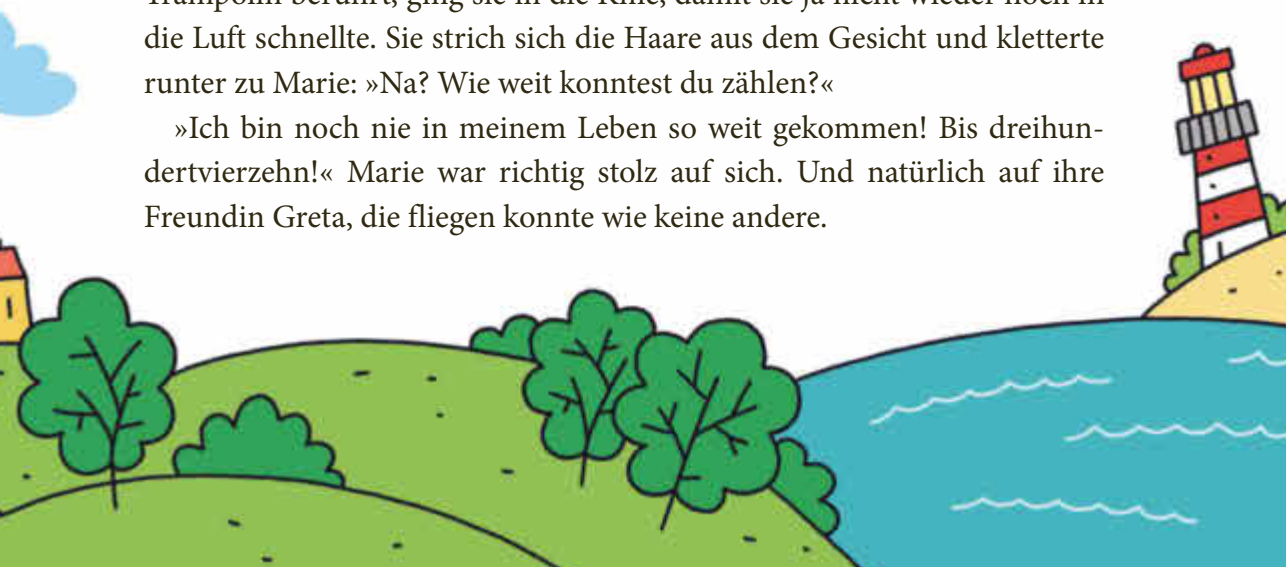 die Luft schnellte. Sie strich sich die Haare aus dem Gesicht und kletterte
runter zu Marie: »Na? Wie weit konntest du zählen?«
»Ich bin noch nie in meinem Leben so weit gekommen! Bis dreihun-
dertvierzehn!« Marie war richtig stolz auf sich. Und natürlich auf ihre
Freundin Greta, die fliegen konnte wie keine andere.